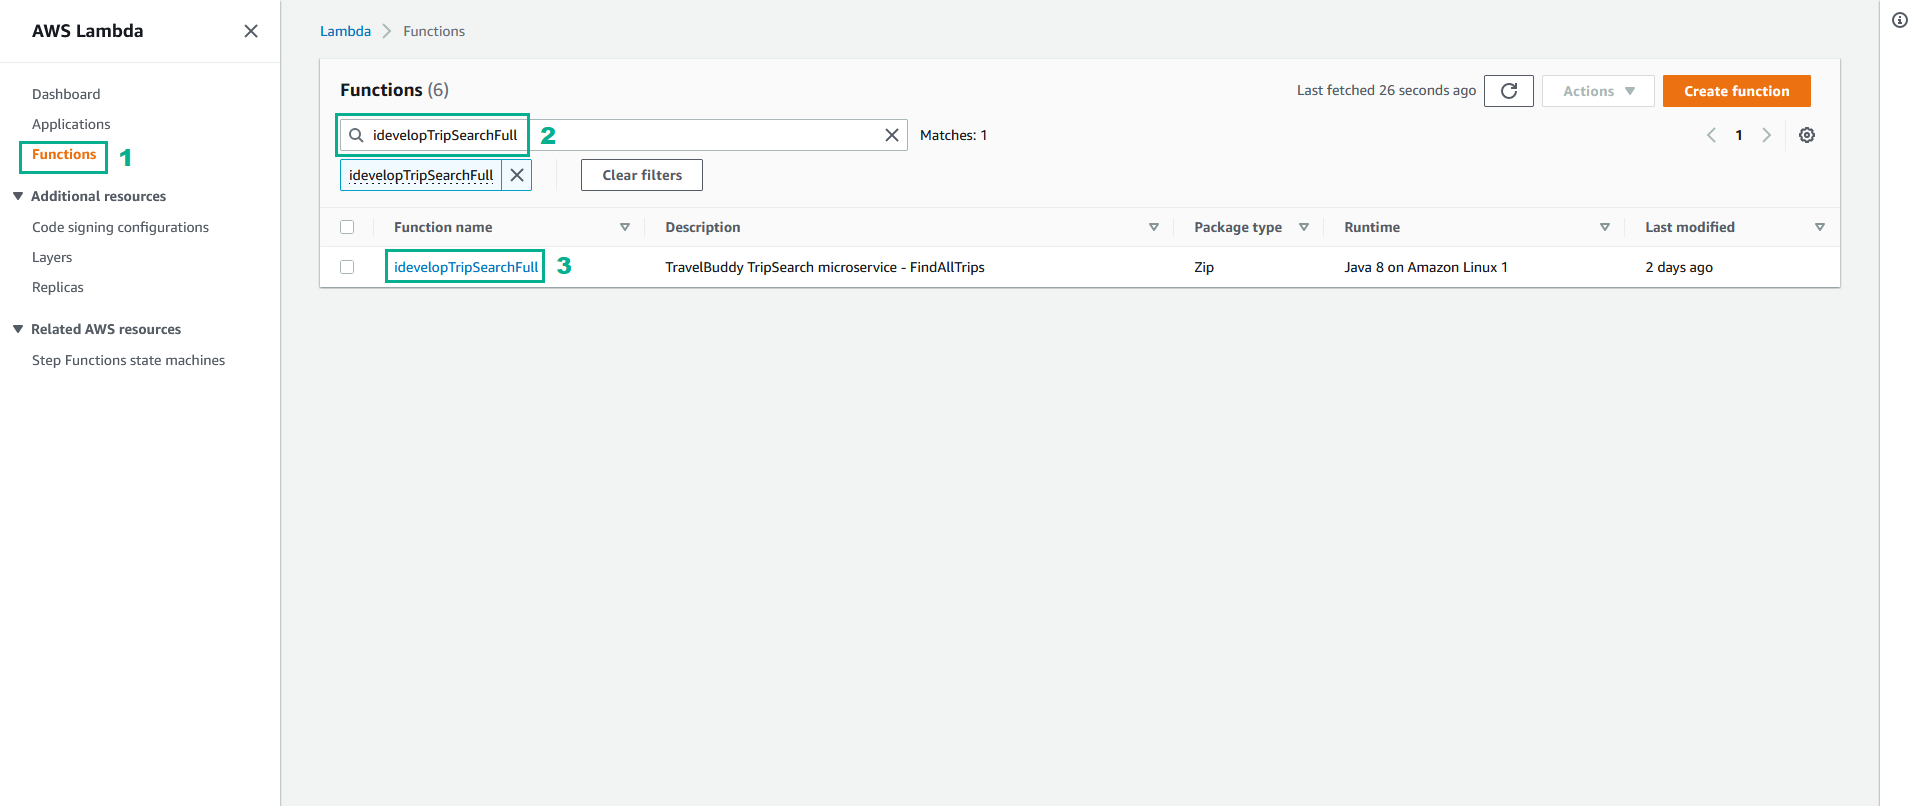 AWS Lambda
Dashboard
Applications
Functions 1
Additional resources
Code signing configurations
Layers
Replicas
Related AWS resources
Step Functions state machines
Lambda Functions
Functions (6)
Last fetched 26 seconds ago Actions Create function
idevelopTripSearchFull 2 Matches: 1 1
idevelopTripSearchFull Clear filters
Function name Description Package type Runtime Last modified
idevelopTripSearchFull 3 TravelBuddy TripSearch microservice - FindAllTrips Zip Java 8 on Amazon Linux 1 2 days ago